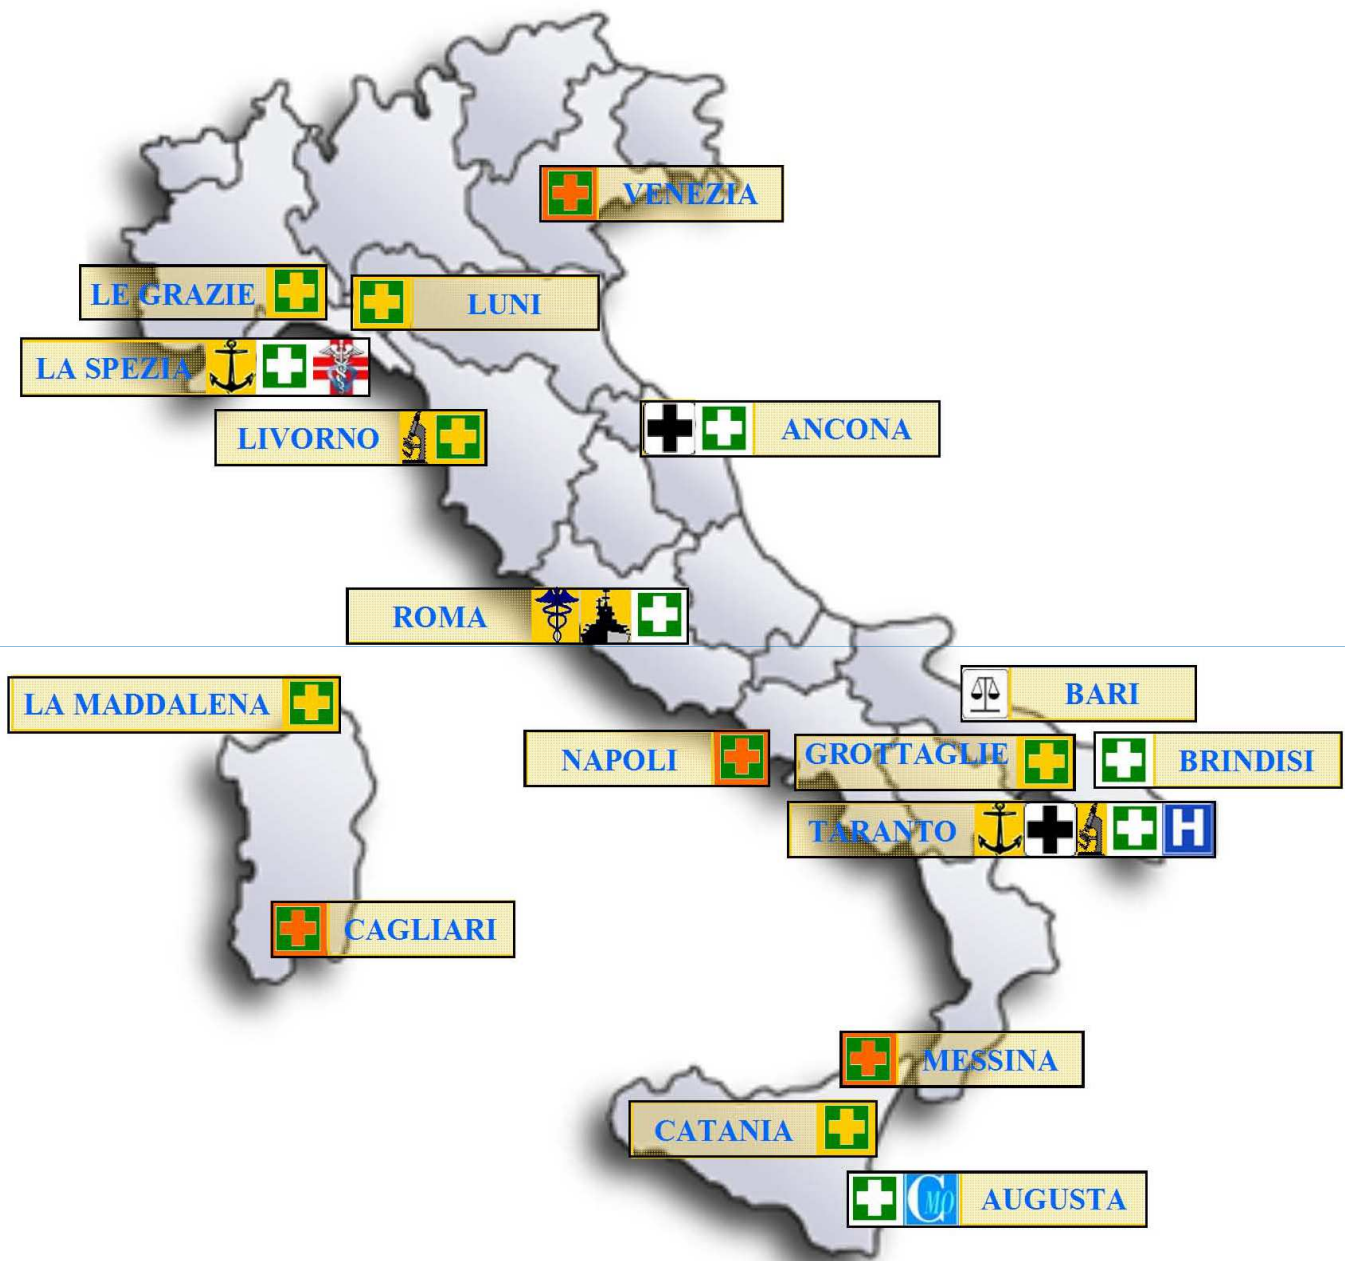 VENEZIA
LE GRAZIE
LUNI
LA SPEZIA
LIVORNO
ANCONA
ROMA
LA MADDALENA
BARI
NAPOLI
GROTTAGLIE
BRINDISI
TARANTO
H
CAGLIARI
MESSINA
CATANIA
CMO
AUGUSTA